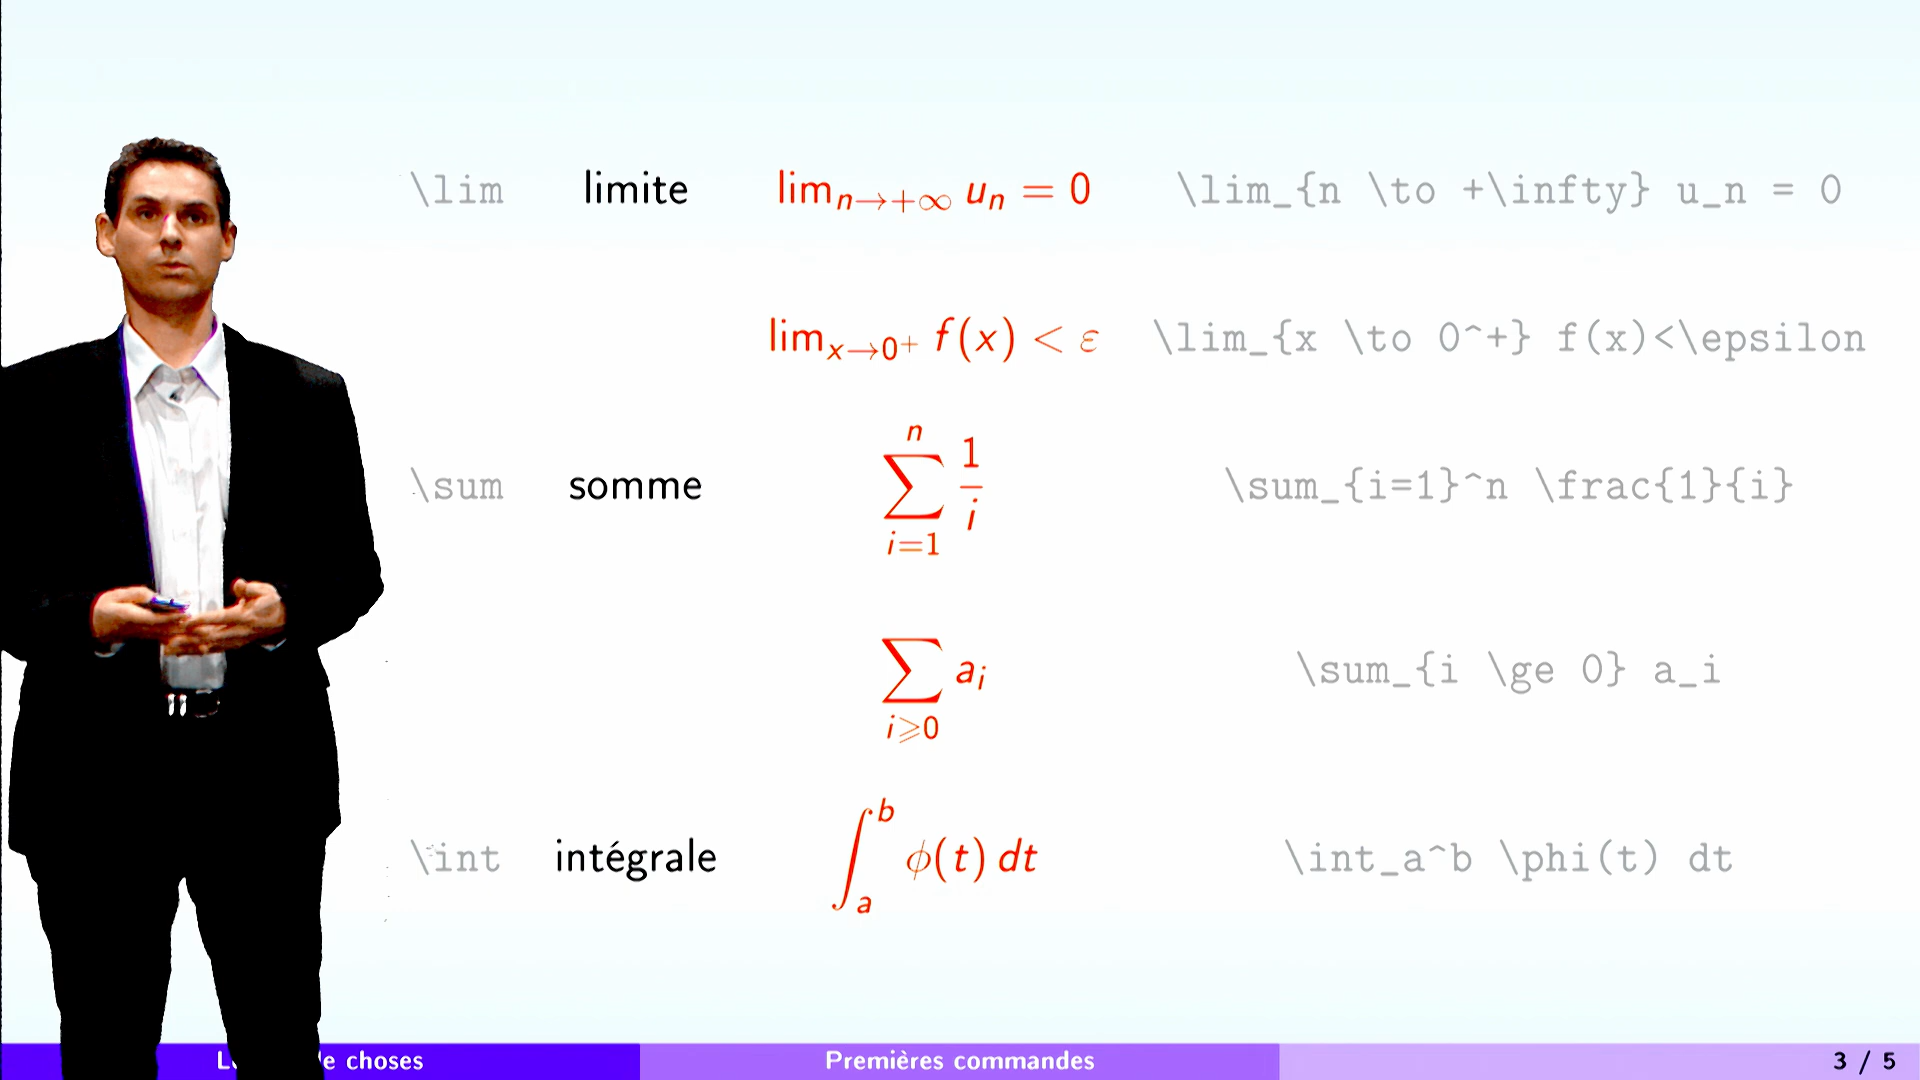 \lim limite lim_{n→+∞} u_n = 0 \lim_{n \to +\infty} u_n = 0
lim_{x→0⁺} f(x) < ε \lim_{x \to 0^+} f(x)<\epsilon
\sum somme ∑_{i=1}^{n} 1/i \sum_{i=1}^n \frac{1}{i}
∑_{i⩾0} a_i \sum_{i \ge 0} a_i
\int intégrale ∫_a^b ϕ(t) dt \int_a^b \phi(t) dt
choses Premières commandes 3 / 5